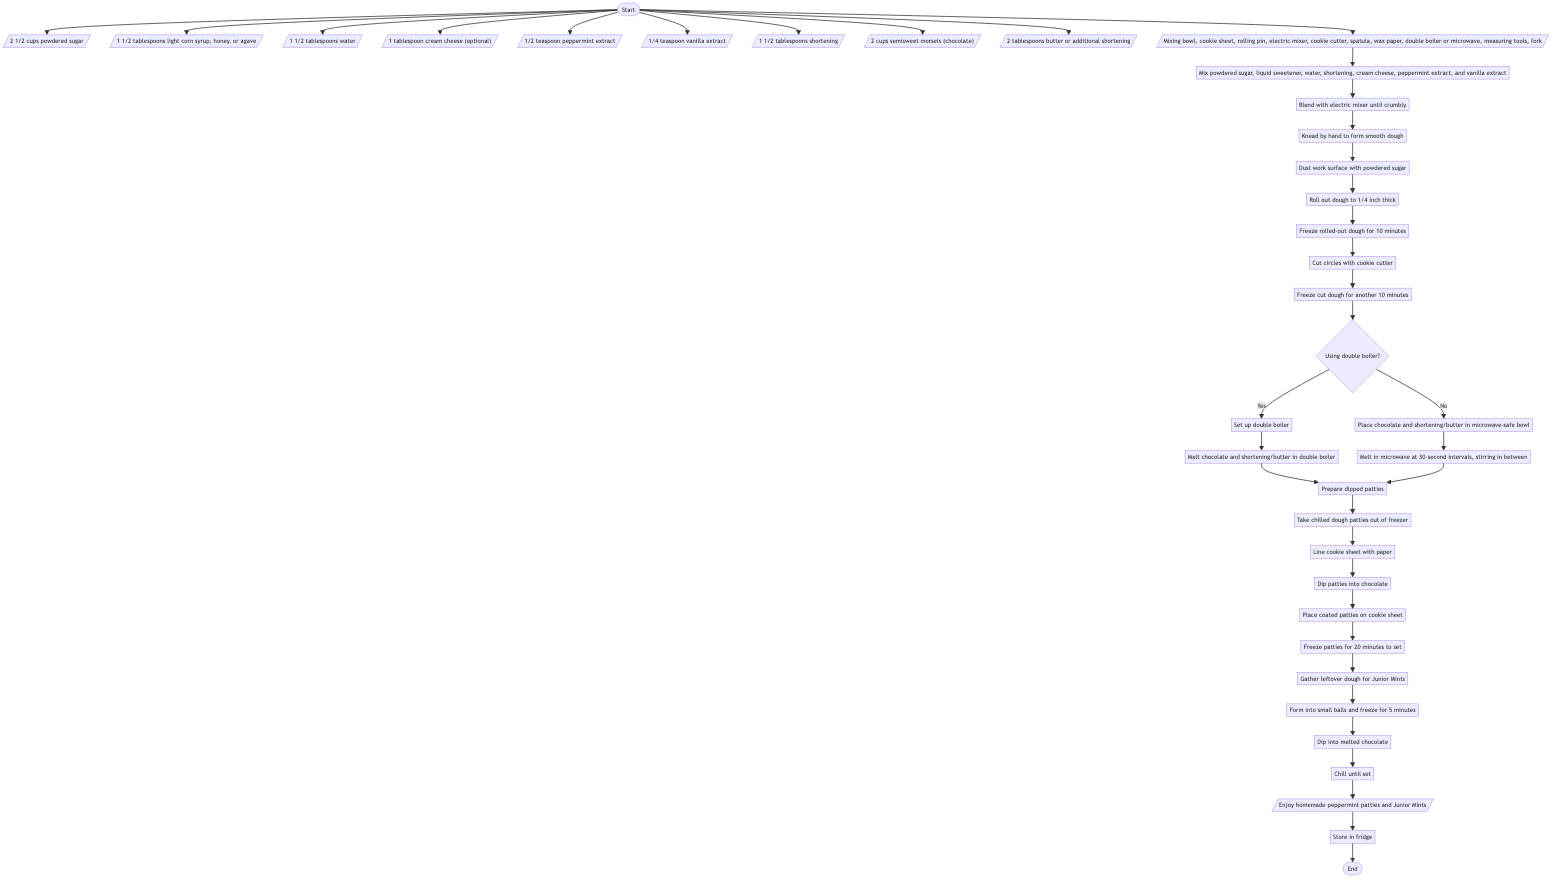 Start
2 1/2 cups powdered sugar
1 1/2 tablespoons light corn syrup, honey, or agave
1 1/2 tablespoons water
1 tablespoon cream cheese (optional)
1/2 teaspoon peppermint extract
1/4 teaspoon vanilla extract
1 1/2 tablespoons shortening
2 cups semisweet morsels (chocolate)
2 tablespoons butter or additional shortening
Mixing bowl, cookie sheet, rolling pin, electric mixer, cookie cutter, spatula, wax paper, double boiler or microwave, measuring tools, fork
Mix powdered sugar, liquid sweetener, water, shortening, cream cheese, peppermint extract, and vanilla extract
Blend with electric mixer until crumbly
Knead by hand to form smooth dough
Dust work surface with powdered sugar
Roll out dough to 1/4 inch thick
Freeze rolled-out dough for 10 minutes
Cut circles with cookie cutter
Freeze cut dough for another 10 minutes
Using double boiler?
Yes
No
Set up double boiler
Place chocolate and shortening/butter in microwave-safe bowl
Melt chocolate and shortening/butter in double boiler
Melt in microwave at 30-second intervals, stirring in between
Prepare dipped patties
Take chilled dough patties out of freezer
Line cookie sheet with paper
Dip patties into chocolate
Place coated patties on cookie sheet
Freeze patties for 20 minutes to set
Gather leftover dough for Junior Mints
Form into small balls and freeze for 5 minutes
Dip into melted chocolate
Chill until set
Enjoy homemade peppermint patties and Junior Mints
Store in fridge
End